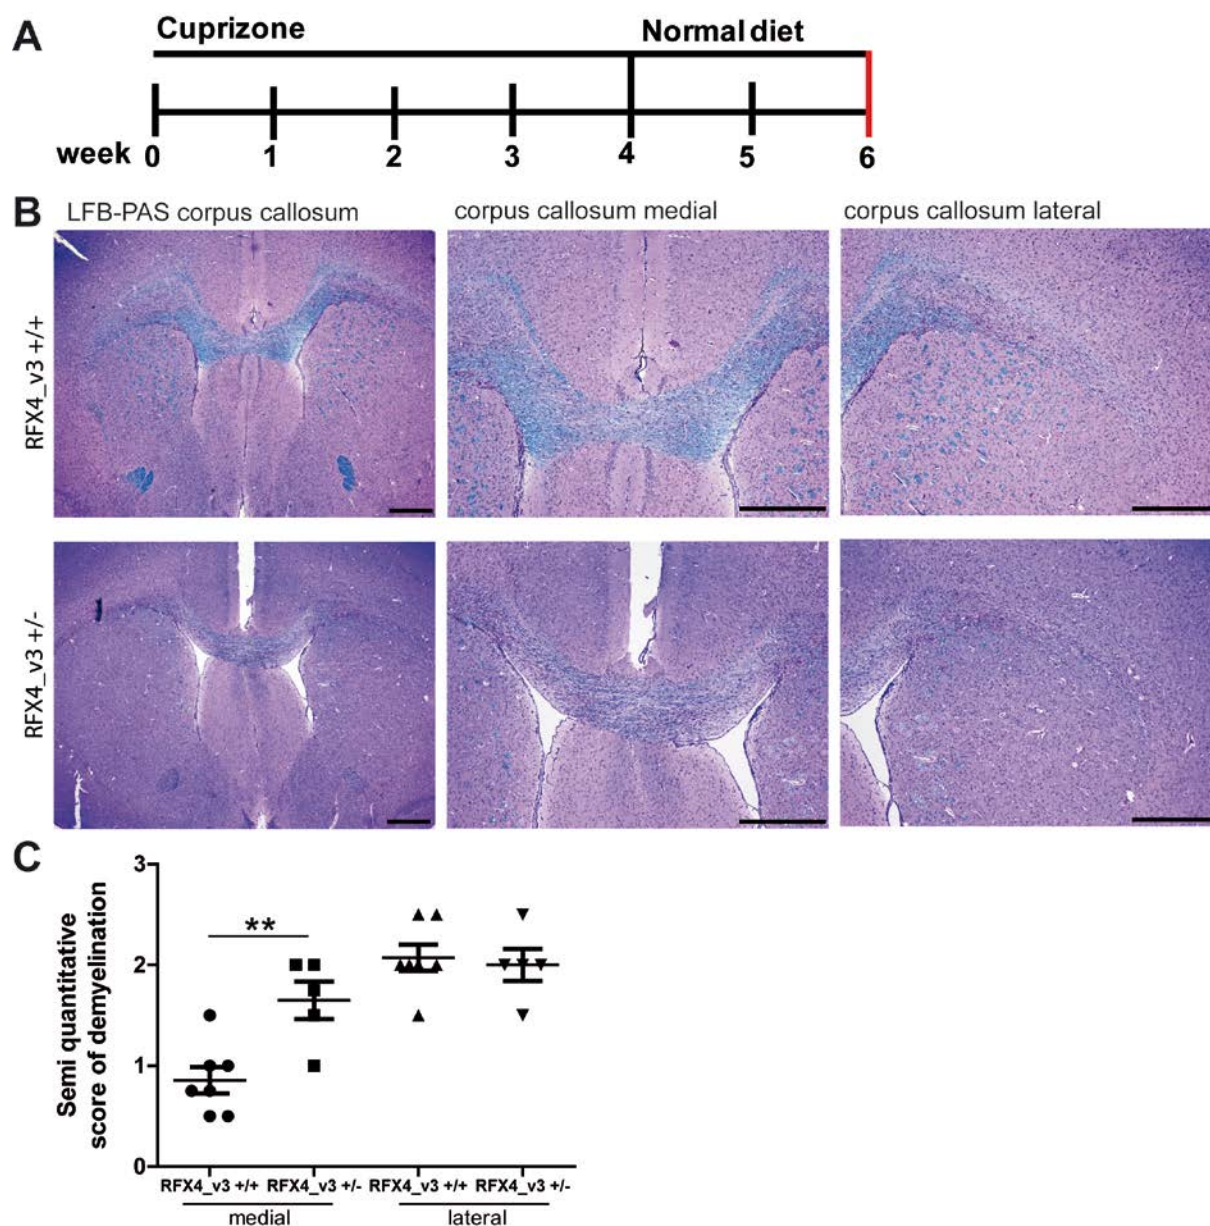 A
Cuprizone Normal diet
week 0 1 2 3 4 5 6
B
LFB-PAS corpus callosum corpus callosum medial corpus callosum lateral
RFX4_v3 +/+
RFX4_v3 +/-
C
Semi quantitative
score of demyelination
3
2
1
0
**
RFX4_v3 +/+ RFX4_v3 +/- RFX4_v3 +/+ RFX4_v3 +/-
medial lateral